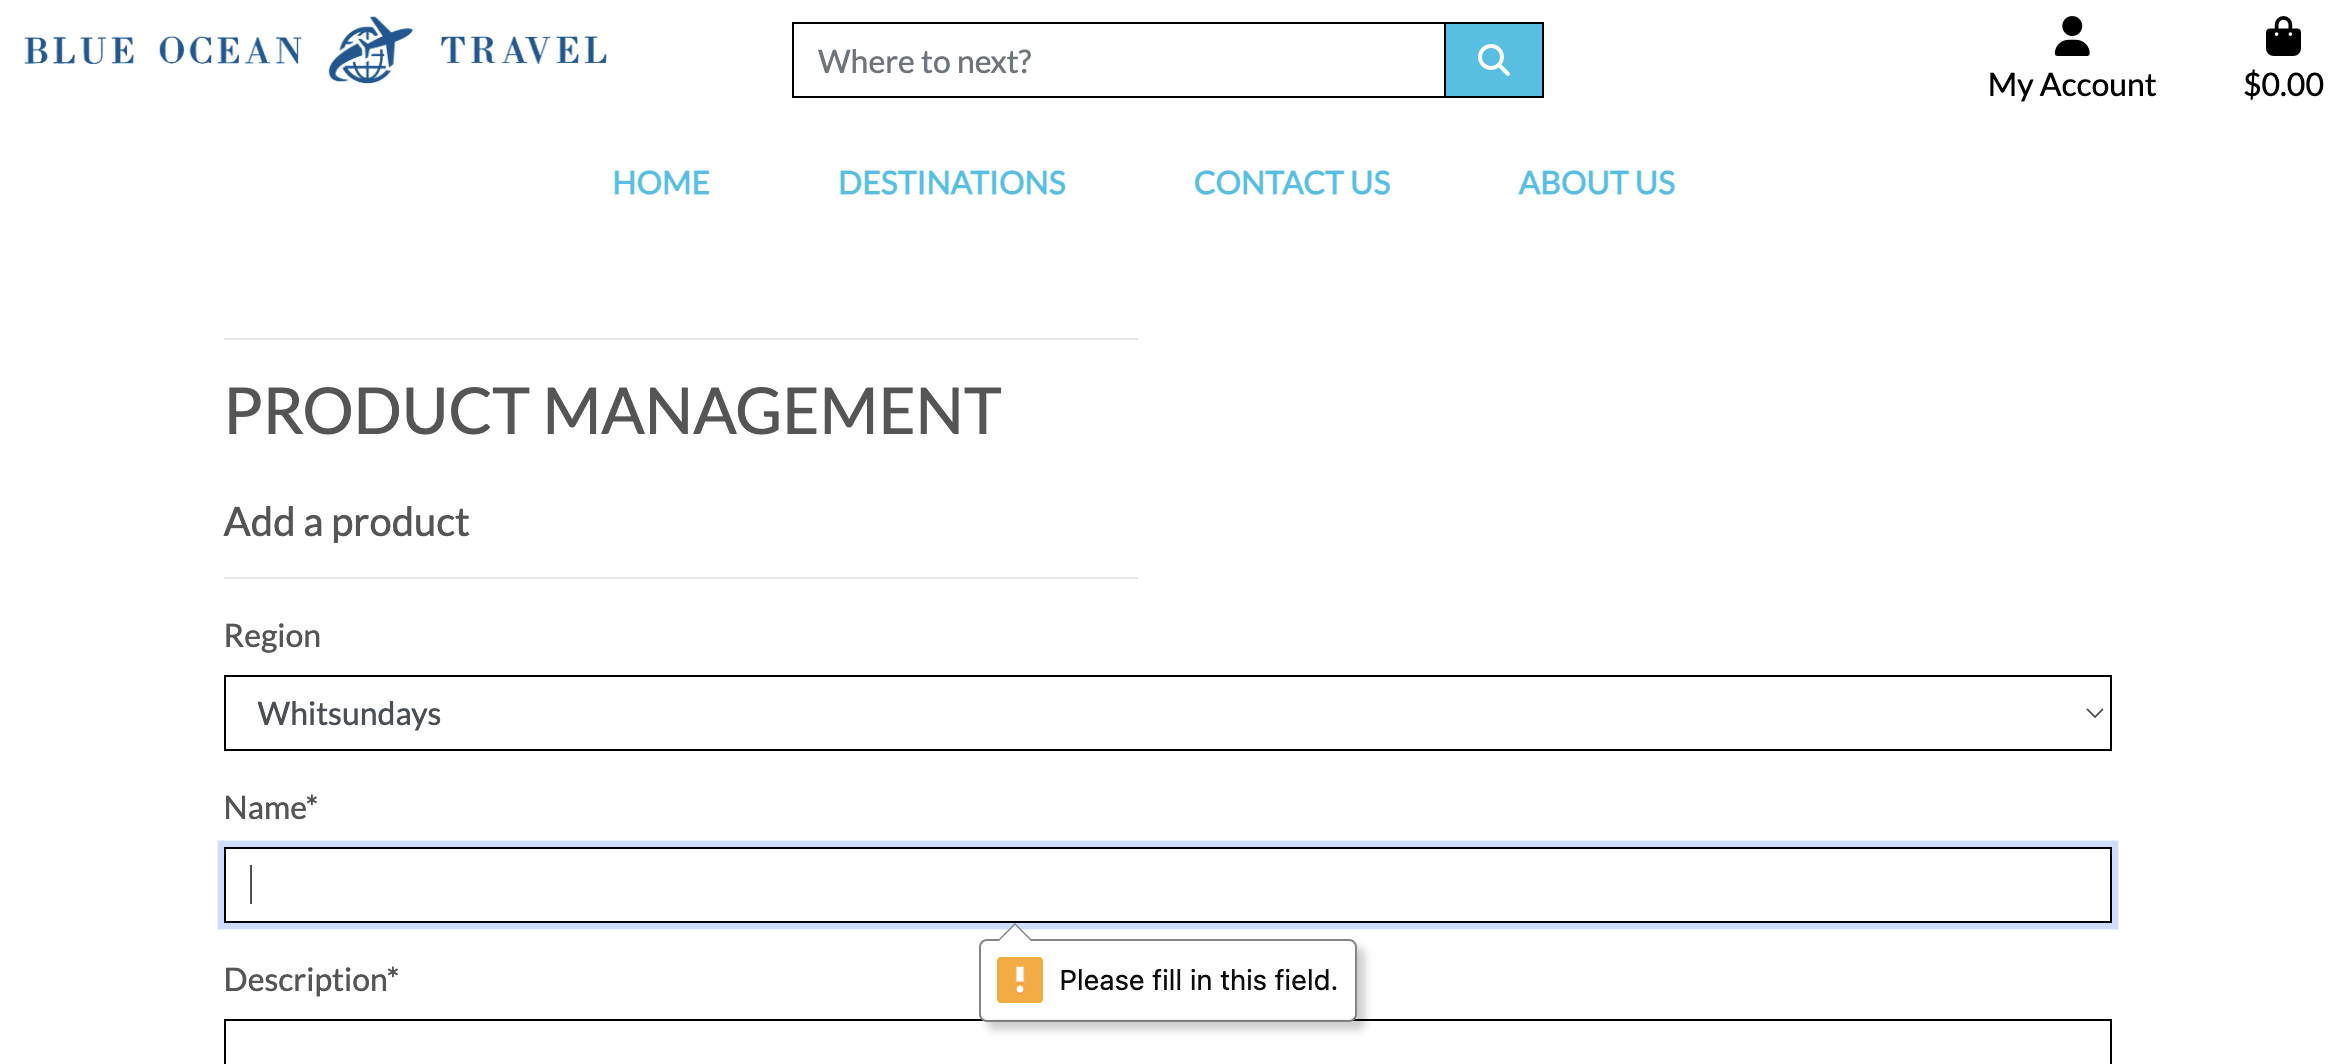 BLUE OCEAN TRAVEL
Where to next?
My Account
$0.00
HOME DESTINATIONS CONTACT US ABOUT US
PRODUCT MANAGEMENT
Add a product
Region
Whitsundays
Name*
Please fill in this field.
Description*